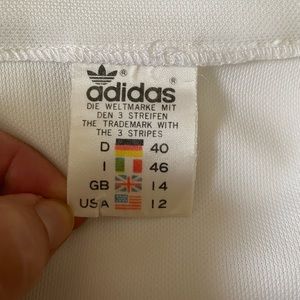 ®
adidas®
DIE WELTMARKE MIT
DEN 3 STREIFEN
THE TRADEMARK WITH
THE 3 STRIPES
D 40
I 46
GB 14
USA 12